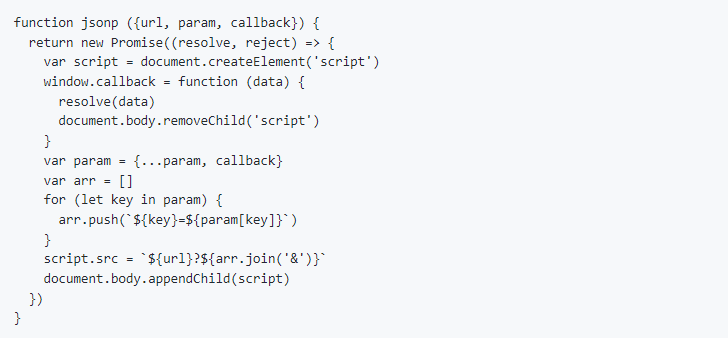 function jsonp ({url, param, callback}) {
  return new Promise((resolve, reject) => {
    var script = document.createElement('script')
    window.callback = function (data) {
      resolve(data)
      document.body.removeChild('script')
    }
    var param = {...param, callback}
    var arr = []
    for (let key in param) {
      arr.push(`${key}=${param[key]}`)
    }
    script.src = `${url}?${arr.join('&')}`
    document.body.appendChild(script)
  })
}